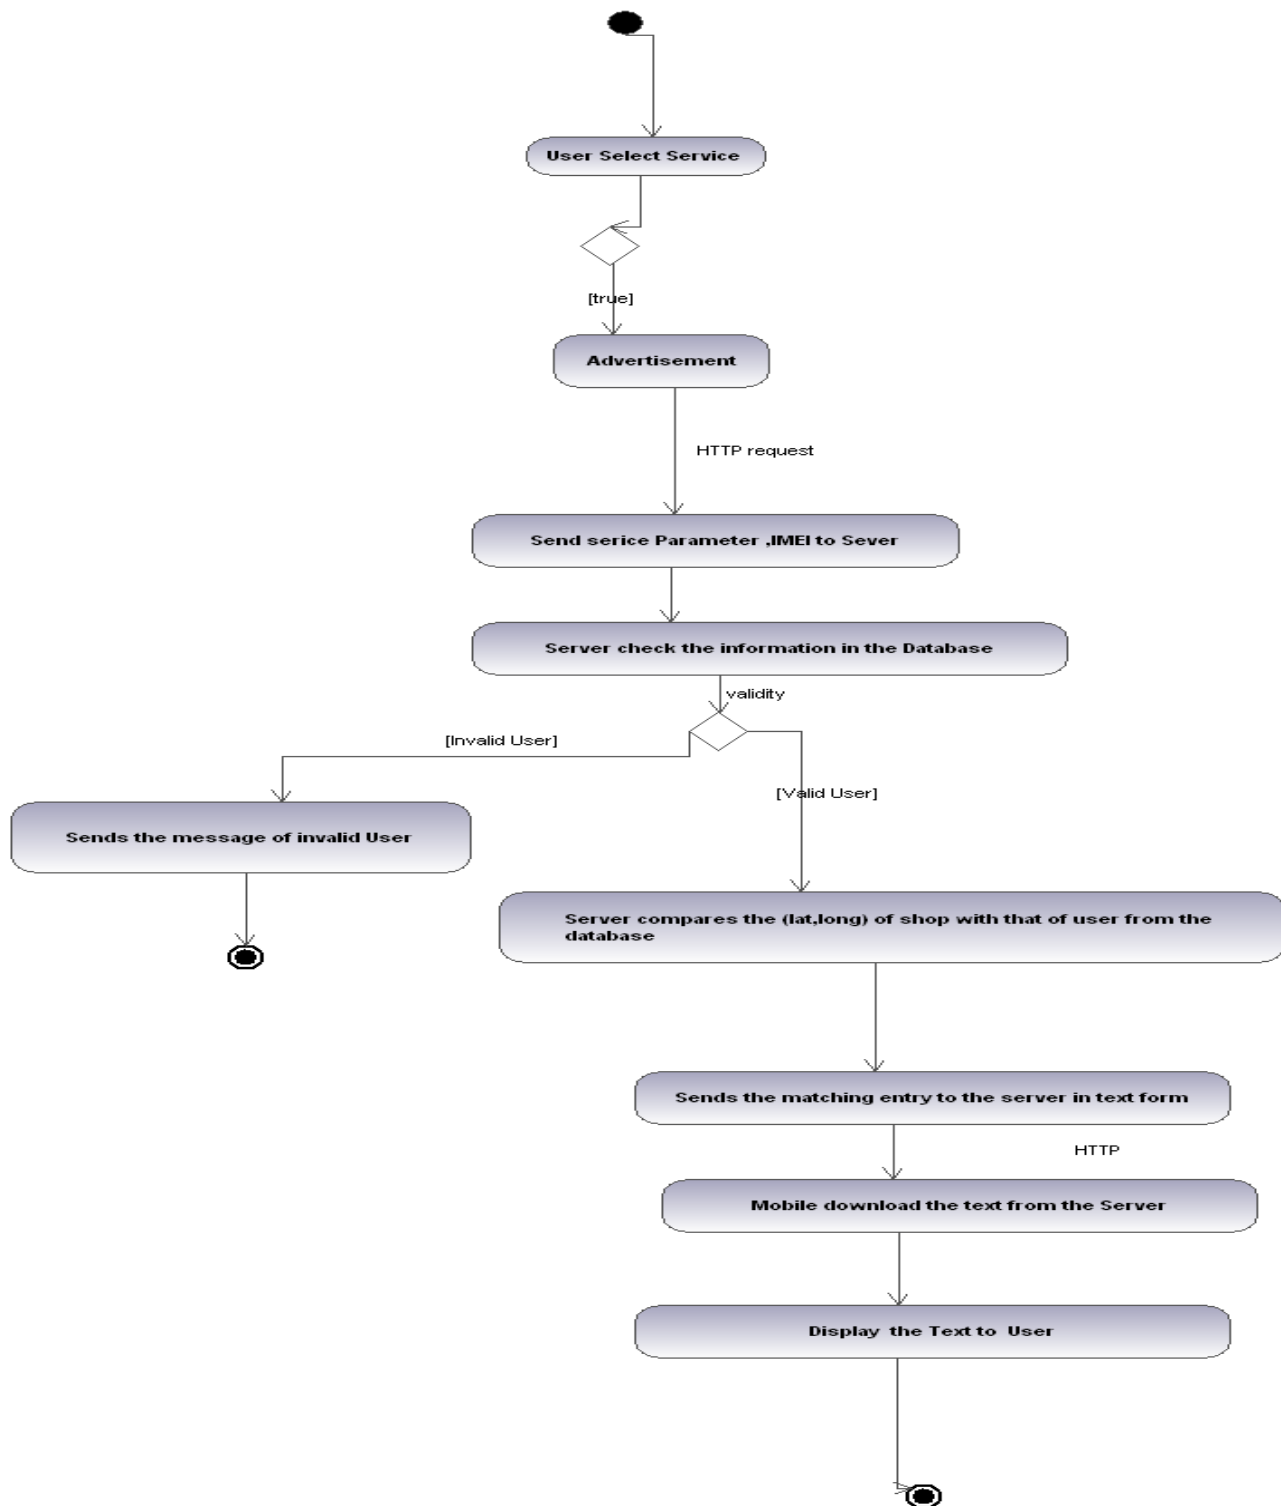 User Select Service
[true]
Advertisement
HTTP request
Send serice Parameter ,IMEI to Sever
Server check the information in the Database
validity
[Invalid User]
[Valid User]
Sends the message of invalid User
Server compares the (lat,long) of shop with that of user from the
database
Sends the matching entry to the server in text form
HTTP
Mobile download the text from the Server
Display the Text to User